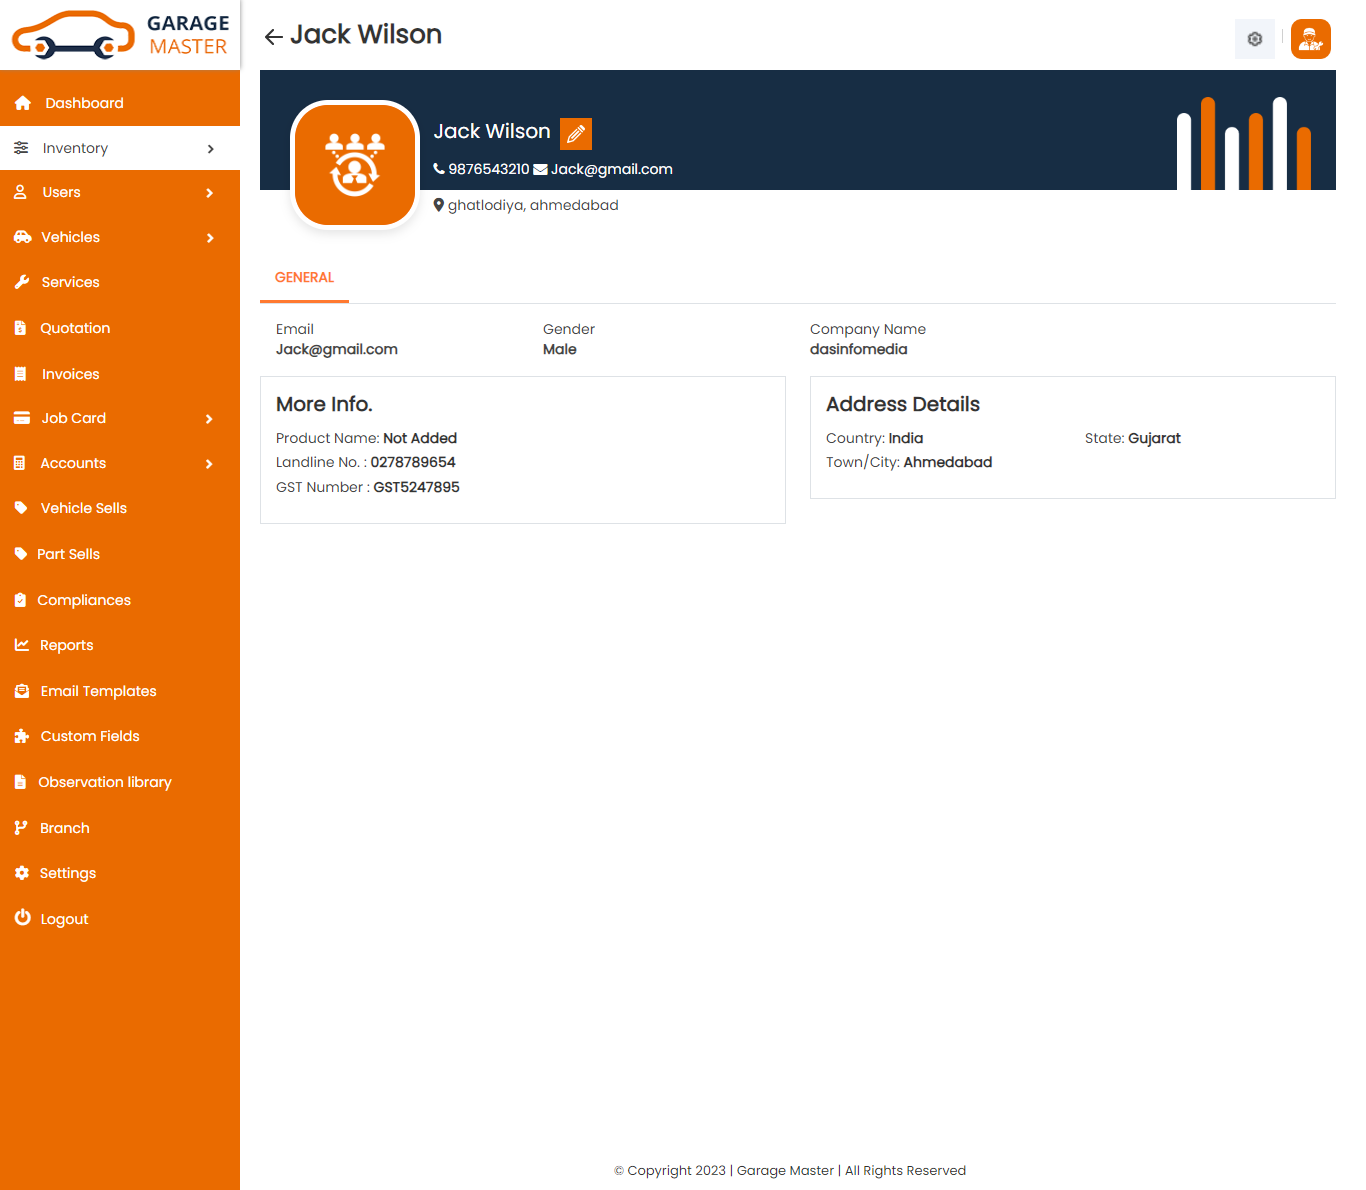 GARAGE
MASTER
Jack Wilson
Dashboard
Inventory
Users
Vehicles
Services
Quotation
Invoices
Job Card
Accounts
Vehicle Sells
Part Sells
Compliances
Reports
Email Templates
Custom Fields
Observation library
Branch
Settings
Logout
Jack Wilson
9876543210 Jack@gmail.com
ghatlodiya, ahmedabad
GENERAL
Email Gender Company Name
Jack@gmail.com Male dasinfomedia
More Info.
Product Name: Not Added
Landline No. : 0278789654
GST Number : GST5247895
Address Details
Country: India State: Gujarat
Town/City: Ahmedabad
© Copyright 2023 | Garage Master | All Rights Reserved